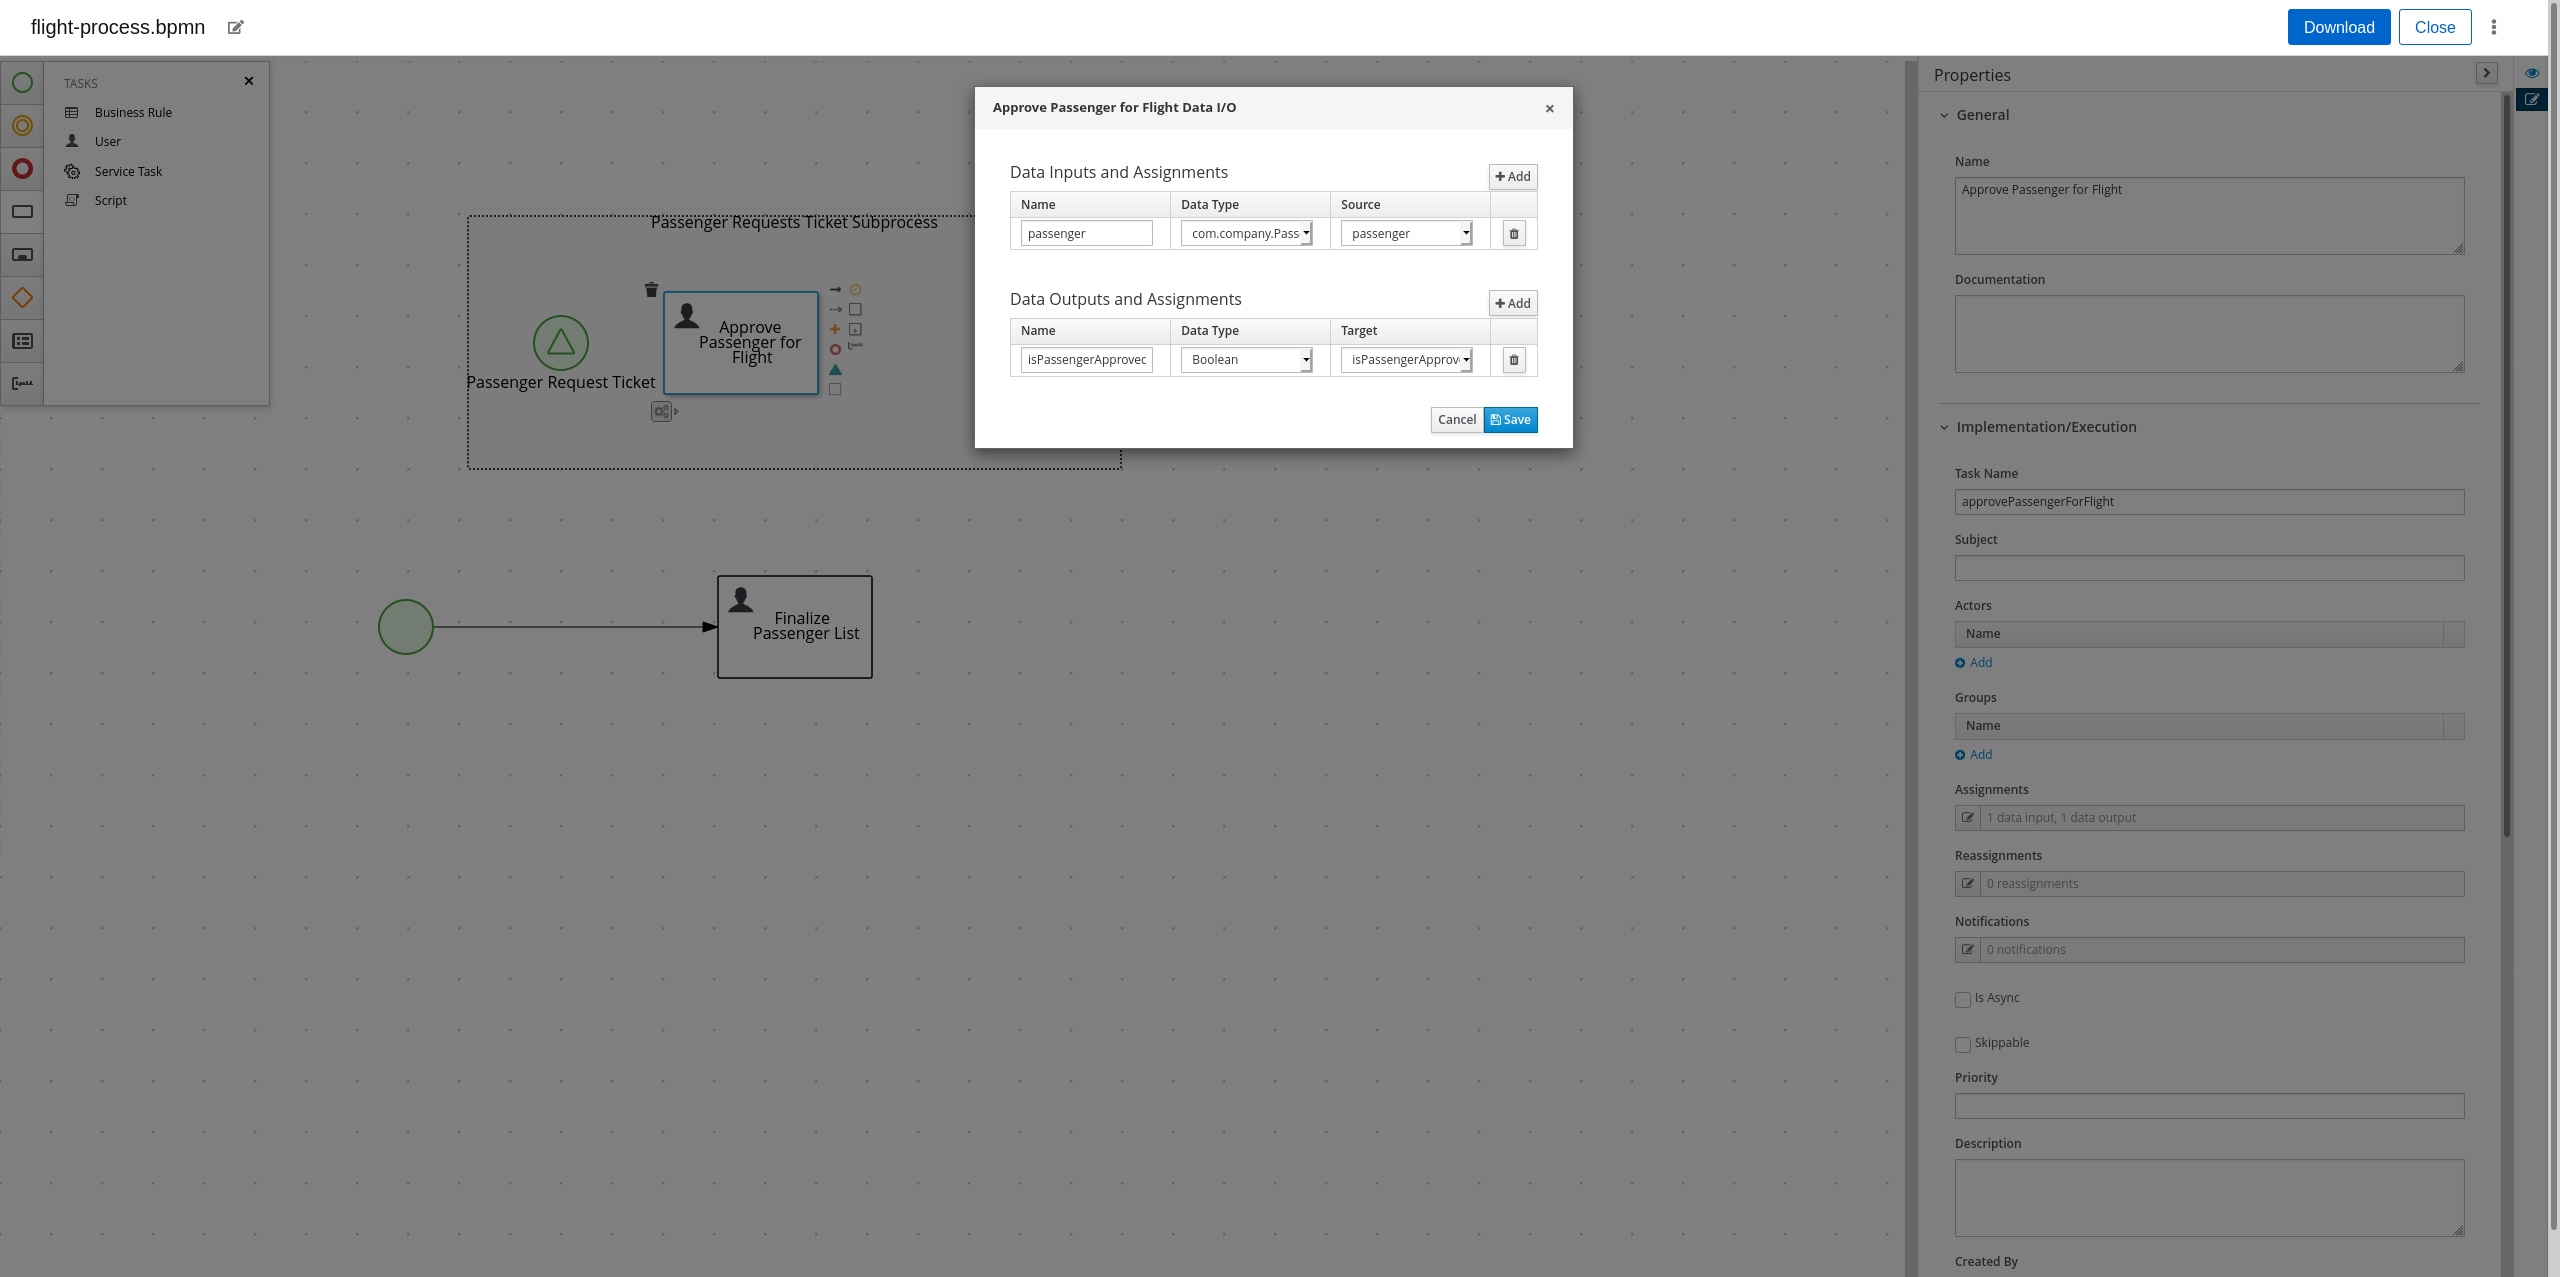 flight-process.bpmn
Download
Close
TASKS
Business Rule
User
Service Task
Script
Passenger Requests Ticket Subprocess
Approve
Passenger for
Flight
Passenger Request Ticket
Finalize
Passenger List
Approve Passenger for Flight Data I/O
Data Inputs and Assignments
Add
Name Data Type Source
passenger com.company.Pass passenger
Data Outputs and Assignments
Add
Name Data Type Target
isPassengerApprovec Boolean isPassengerApprov
Cancel Save
Properties
General
Name
Approve Passenger for Flight
Documentation
Implementation/Execution
Task Name
approvePassengerForFlight
Subject
Actors
Name
Add
Groups
Name
Add
Assignments
1 data input, 1 data output
Reassignments
0 reassignments
Notifications
0 notifications
Is Async
Skippable
Priority
Description
Created By